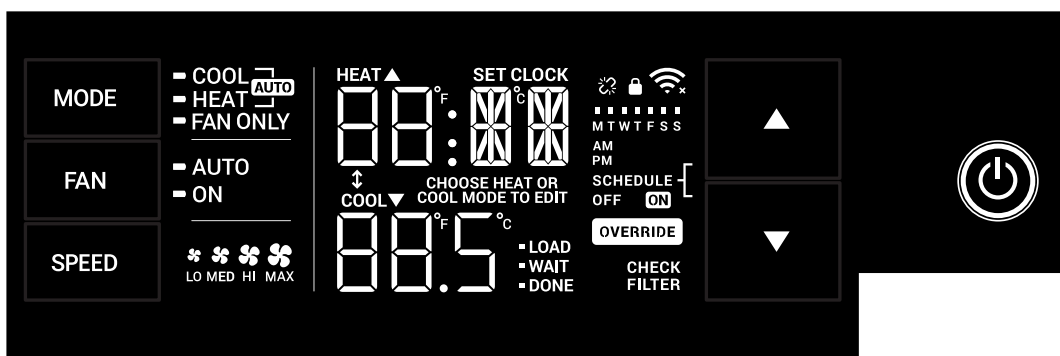 MODE
FAN
SPEED
COOL
AUTO
HEAT
FAN ONLY
AUTO
ON
LO MED HI MAX
HEAT▲ SET CLOCK
88:88
°F °C
CHOOSE HEAT OR
COOL MODE TO EDIT
COOL▼
88.5
°F °C
LOAD
WAIT
DONE
M T W T F S S
AM
PM
SCHEDULE
OFF ON
OVERRIDE
CHECK
FILTER